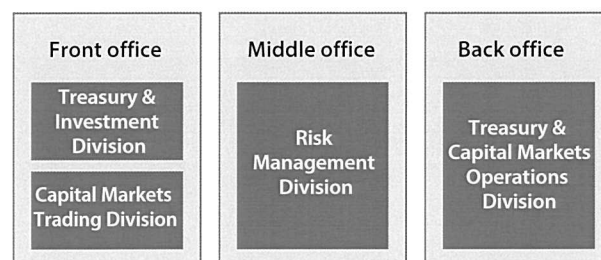 Front office
Treasury &
Investment
Division
Capital Markets
Trading Division
Middle office
Risk
Management
Division
Back office
Treasury &
Capital Markets
Operations
Division